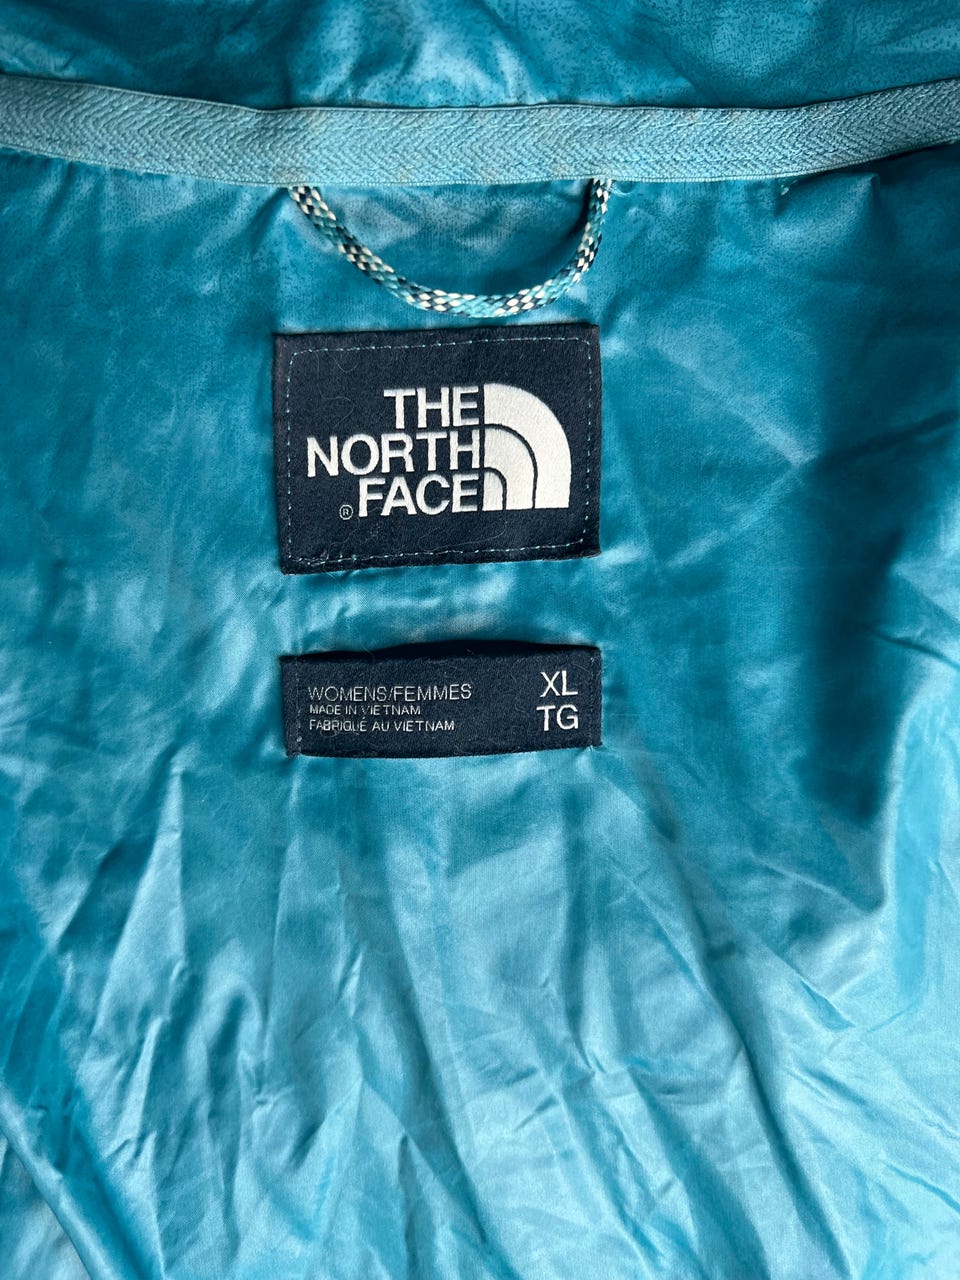 THE
NORTH
® FACE
WOMENS/FEMMES
MADE IN VIETNAM
FABRIQUÉ AU VIETNAM
XL
TG